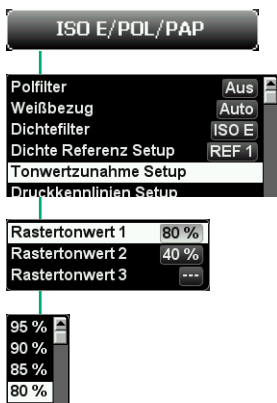 ISO E/POL/PAP
Polfilter Aus
Weißbezug Auto
Dichtefilter ISO E
Dichte Referenz Setup REF 1
Tonwertzunahme Setup
Druckkennlinien Setup
Rastertonwert 1 80 %
Rastertonwert 2 40 %
Rastertonwert 3 ---
95 %
90 %
85 %
80 %